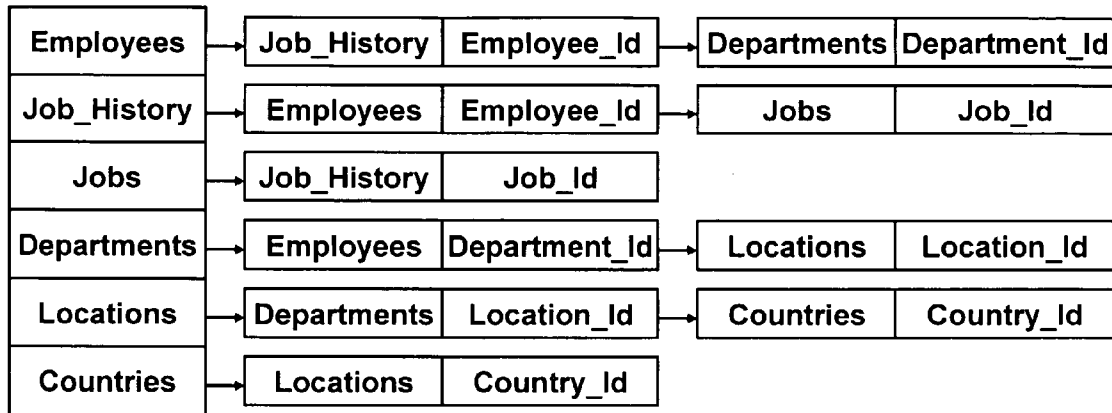 Employees Job_History Employee_Id Departments Department_Id
Job_History Employees Employee_Id Jobs Job_Id
Jobs Job_History Job_Id
Departments Employees Department_Id Locations Location_Id
Locations Departments Location_Id Countries Country_Id
Countries Locations Country_Id